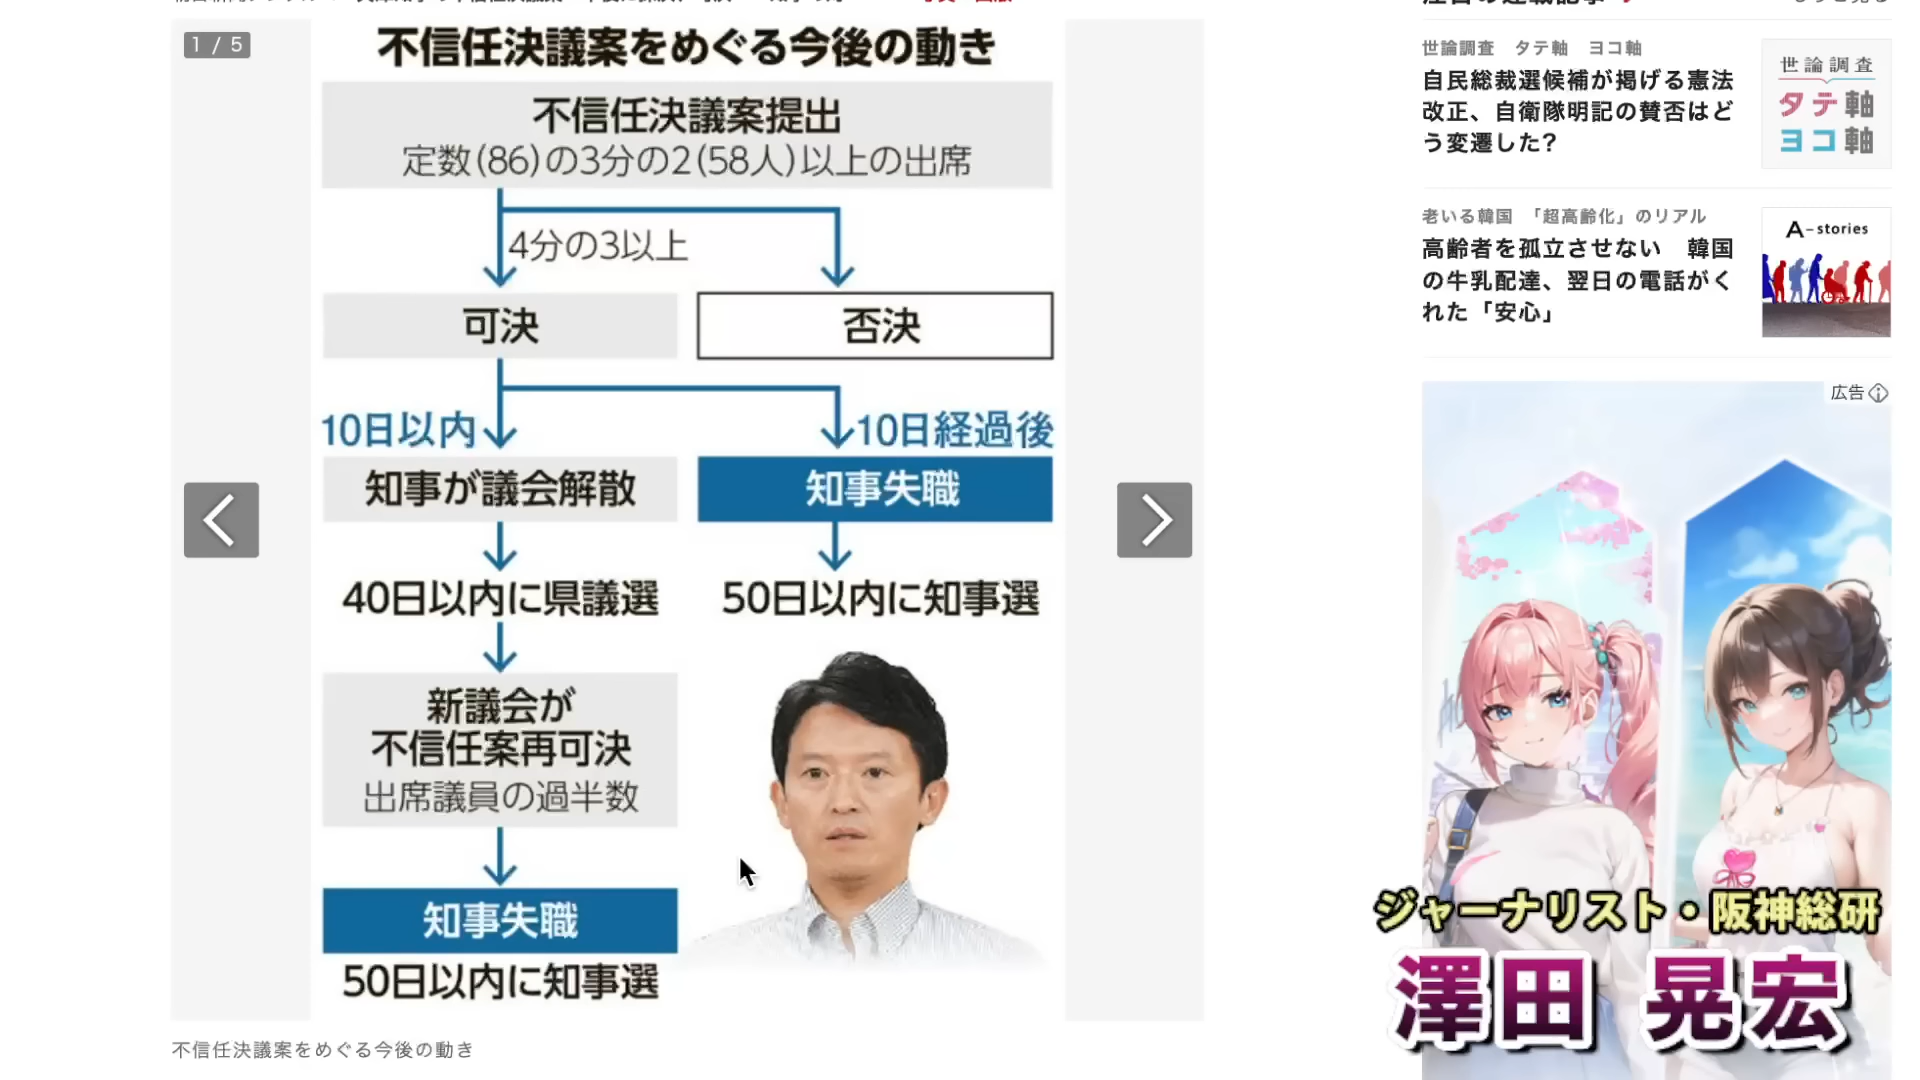 1 / 5
不信任決議案をめぐる今後の動き
不信任決議案提出
定数(86)の3分の2(58人)以上の出席
4分の3以上
可決
否決
10日以内
10日経過後
知事が議会解散
知事失職
40日以内に県議選
50日以内に知事選
新議会が
不信任案再可決
出席議員の過半数
知事失職
50日以内に知事選
不信任決議案をめぐる今後の動き
世論調査 タテ軸 ヨコ軸
自民総裁選候補が掲げる憲法
改正、自衛隊明記の賛否はど
う変遷した?
世論調査
タテ軸
ヨコ軸
老いる韓国 「超高齢化」のリアル
高齢者を孤立させない 韓国
の牛乳配達、翌日の電話がく
れた「安心」
A-stories
広告
ジャーナリスト・阪神総研
澤田 晃宏